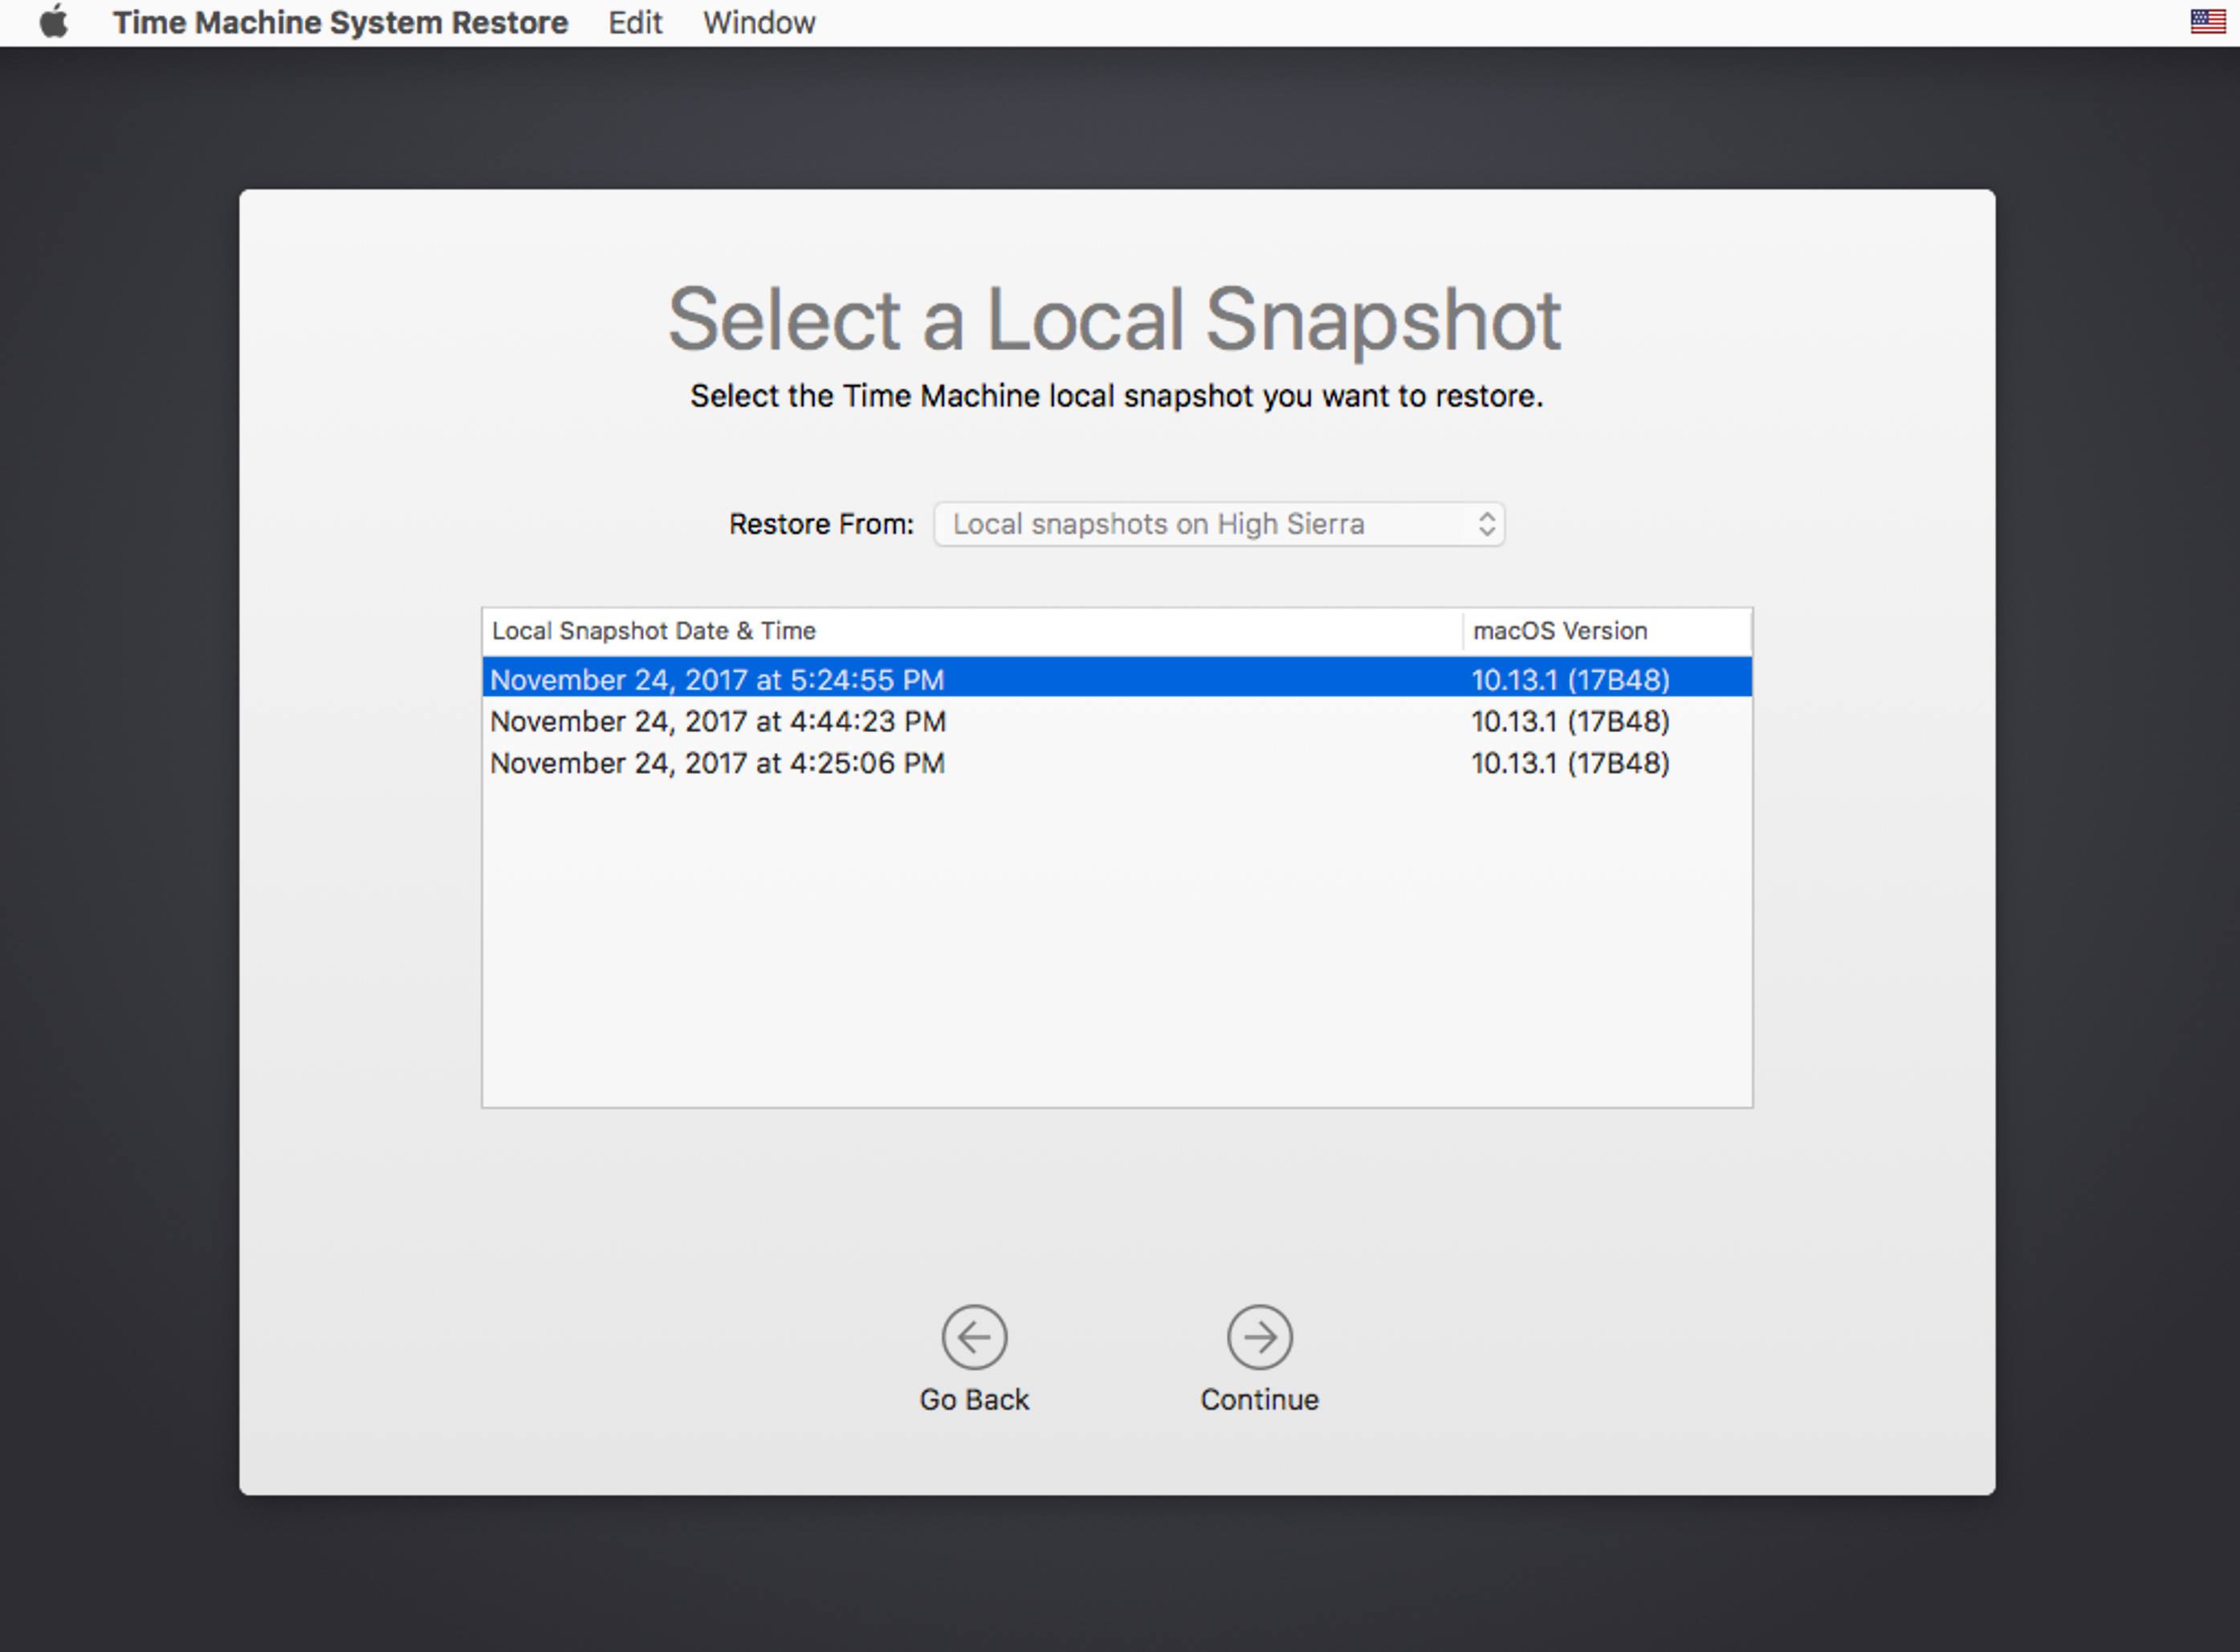 Time Machine System Restore Edit Window
Select a Local Snapshot
Select the Time Machine local snapshot you want to restore.
Restore From: Local snapshots on High Sierra
Local Snapshot Date & Time macOS Version
November 24, 2017 at 5:24:55 PM 10.13.1 (17B48)
November 24, 2017 at 4:44:23 PM 10.13.1 (17B48)
November 24, 2017 at 4:25:06 PM 10.13.1 (17B48)
Go Back Continue